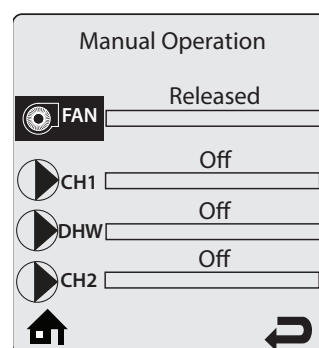 Manual Operation
Released
FAN
Off
CH1
Off
DHW
Off
CH2